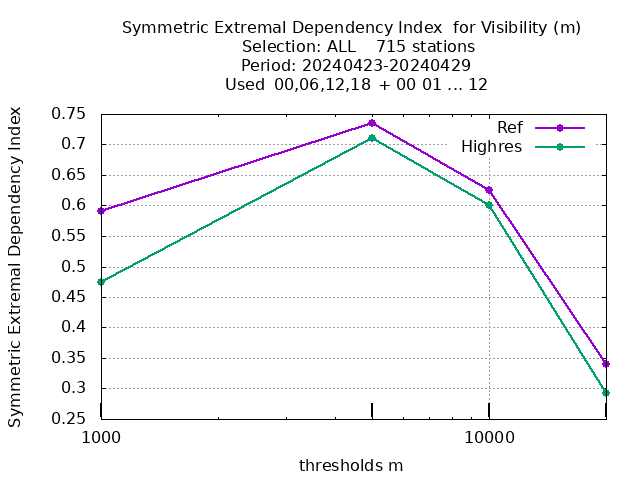 Symmetric Extremal Dependency Index  for Visibility (m)
Selection: ALL    715 stations
Period: 20240423-20240429
Used  00,06,12,18  + 00 01 ... 12
Symmetric Extremal Dependency Index
0.75
0.7
0.65
0.6
0.55
0.5
0.45
0.4
0.35
0.3
0.25
Ref
Highres
1000
10000
thresholds m